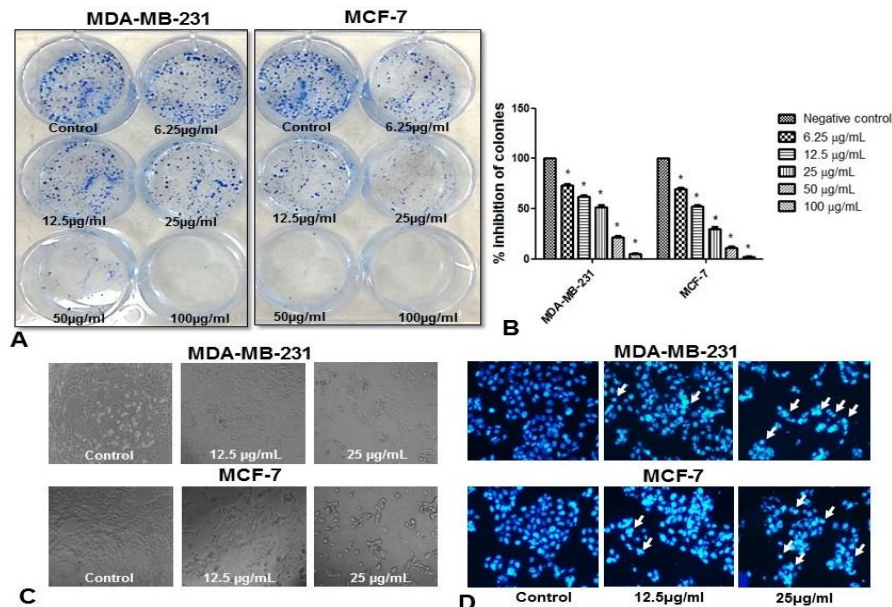 MDA-MB-231
MCF-7
Control
6.25µg/ml
12.5µg/ml
25µg/ml
50µg/ml
100µg/ml
Control
6.25µg/ml
12.5µg/ml
25µg/ml
50µg/ml
100µg/ml
A
% inhibition of colonies
150
100
50
0
MDA-MB-231
MCF-7
Negative control
6.25 µg/mL
12.5 µg/mL
25 µg/mL
50 µg/mL
100 µg/mL
* * * * *
* * * * *
B
MDA-MB-231
Control
12.5 µg/mL
25 µg/mL
MCF-7
Control
12.5 µg/mL
25 µg/mL
C
MDA-MB-231
MCF-7
Control
12.5µg/ml
25µg/ml
D